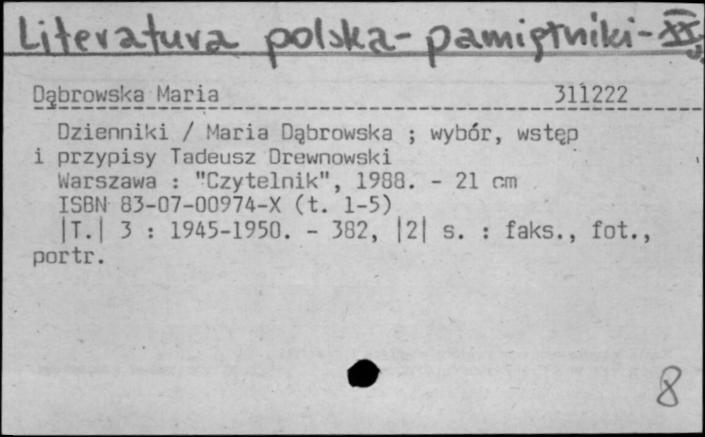 Literatura polska - pamiętniki - XX w.
Dąbrowska Maria 311222
Dzienniki / Maria Dąbrowska ; wybór, wstęp
i przypisy Tadeusz Drewnowski
Warszawa : "Czytelnik", 1988. - 21 cm
ISBN 83-07-00974-X (t. 1-5)
|T.| 3 : 1945-1950. - 382, |2| s. : faks., fot.,
portr.
8